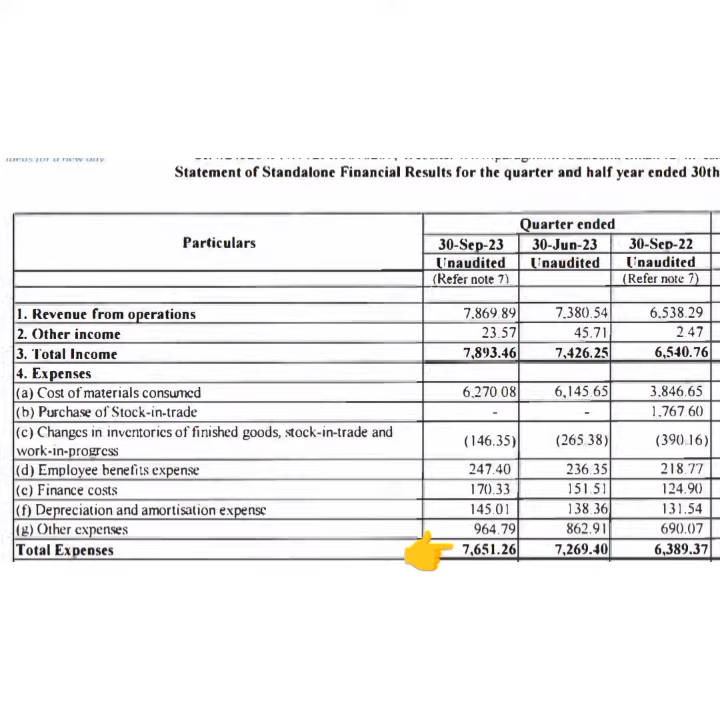 ideas for a new day
Statement of Standalone Financial Results for the quarter and half year ended 30th
Particulars Quarter ended
30-Sep-23 30-Jun-23 30-Sep-22
Unaudited Unaudited Unaudited
(Refer note 7) (Refer note 7)
1. Revenue from operations 7,869.89 7,380.54 6,538.29
2. Other income 23.57 45.71 2.47
3. Total Income 7,893.46 7,426.25 6,540.76
4. Expenses
(a) Cost of materials consumed 6,270.08 6,145.65 3,846.65
(b) Purchase of Stock-in-trade - - 1,767.60
(c) Changes in inventories of finished goods, stock-in-trade and
work-in-progress (146.35) (265.38) (390.16)
(d) Employee benefits expense 247.40 236.35 218.77
(e) Finance costs 170.33 151.51 124.90
(f) Depreciation and amortisation expense 145.01 138.36 131.54
(g) Other expenses 964.79 862.91 690.07
Total Expenses 7,651.26 7,269.40 6,389.37